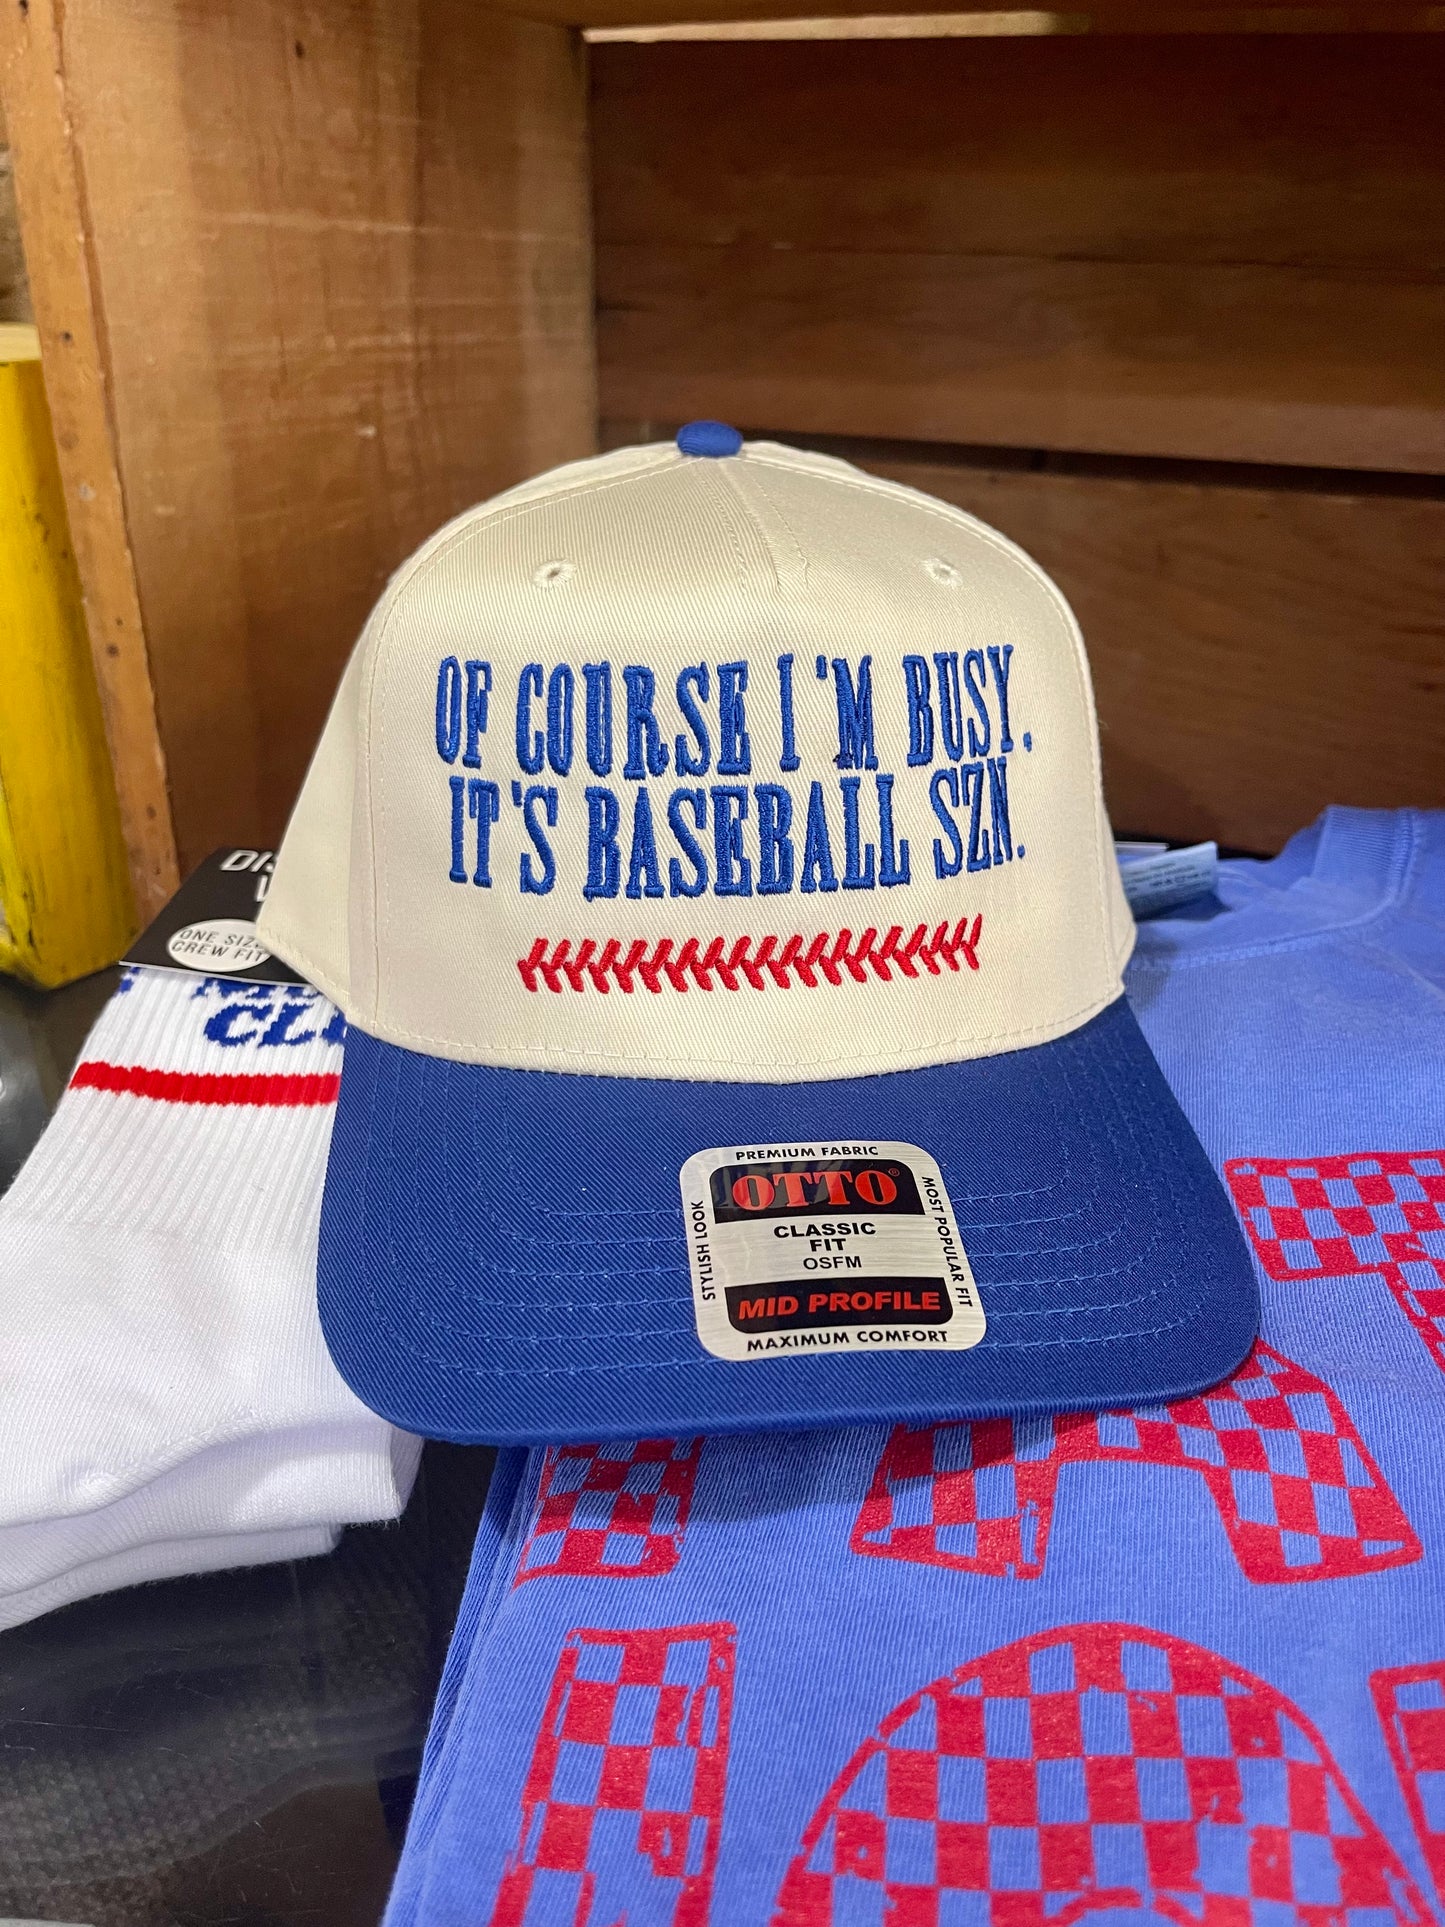 OF COURSE I'M BUSY.
IT'S BASEBALL SZN.
ONE SIZE
CREW FIT
PREMIUM FABRIC
OTTO®
CLASSIC
FIT
OSFM
MID PROFILE
MAXIMUM COMFORT
STYLISH LOOK
MOST POPULAR FIT